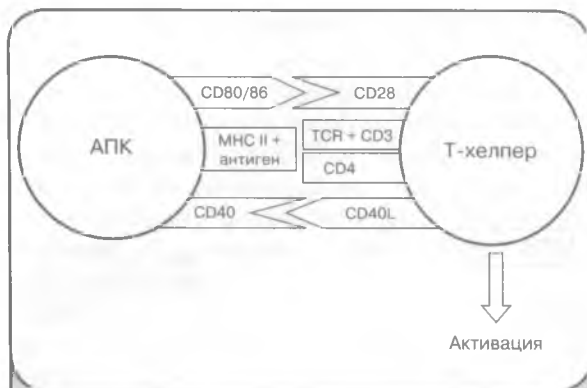 CD80/86
CD28
АПК
MHC II +
антиген
TCR + CD3
CD4
Т-хелпер
CD40
CD40L
Активация